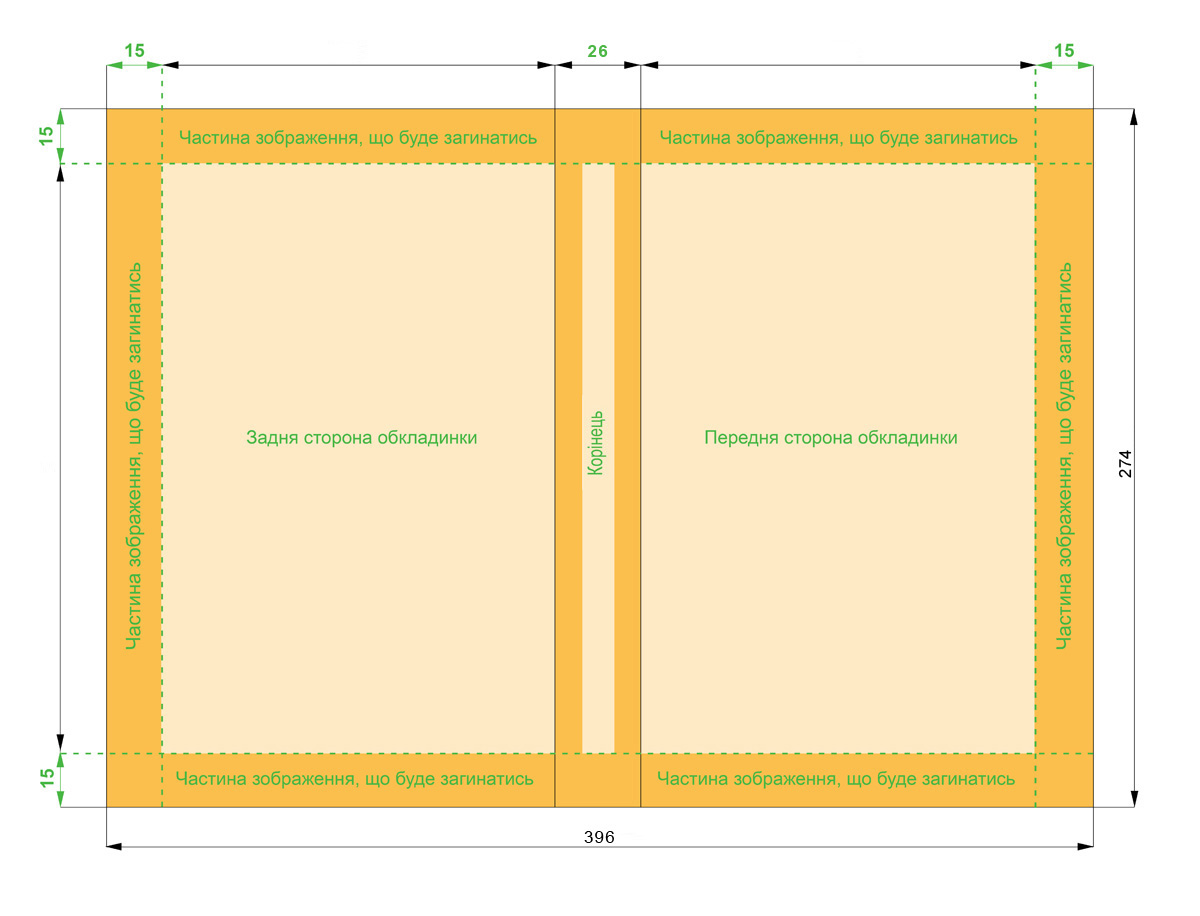 15
26
15
15
Частина зображення, що буде загинатись
Частина зображення, що буде загинатись
Частина зображення, що буде загинатись
Задня сторона обкладинки
Корінець
Передня сторона обкладинки
Частина зображення, що буде загинатись
274
15
Частина зображення, що буде загинатись
Частина зображення, що буде загинатись
396